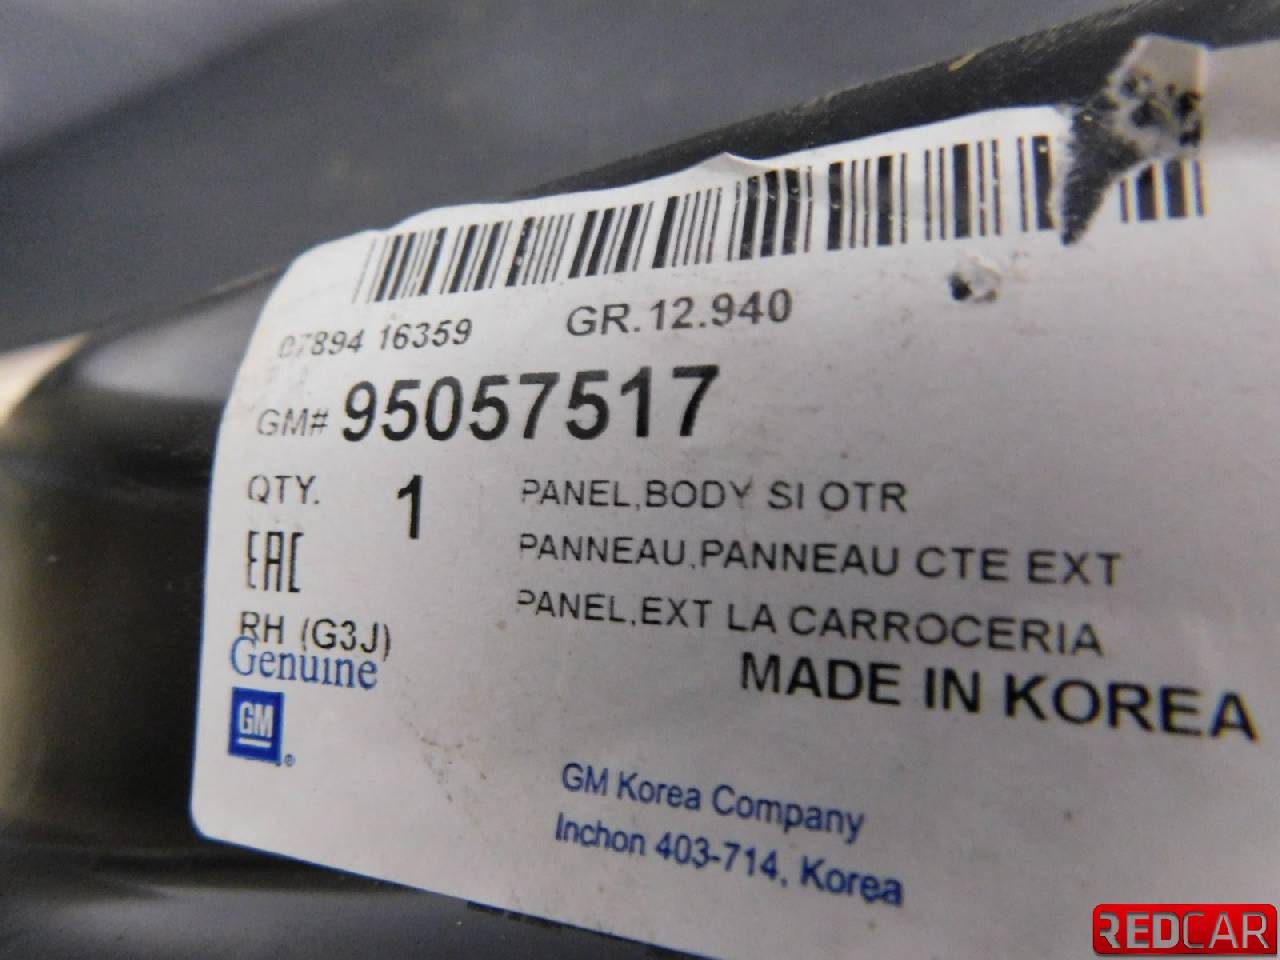 07894 16359
GR.12.940
GM# 95057517
QTY. 1
PANEL,BODY SI OTR
PANNEAU,PANNEAU CTE EXT
PANEL,EXT LA CARROCERIA
EAC
RH (G3J)
MADE IN KOREA
Genuine
GM
®
GM Korea Company
Inchon 403-714, Korea
REDCAR